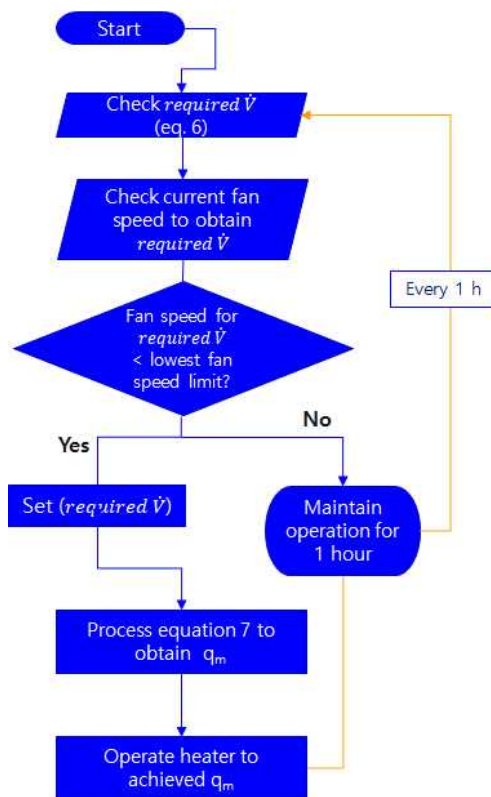 Start
Check required V̇
(eq. 6)
Check current fan
speed to obtain
required V̇
Every 1 h
Fan speed for
required V̇
< lowest fan
speed limit?
No
Yes
Set (required V̇)
Maintain
operation for
1 hour
Process equation 7 to
obtain qₘ
Operate heater to
achieved qₘ